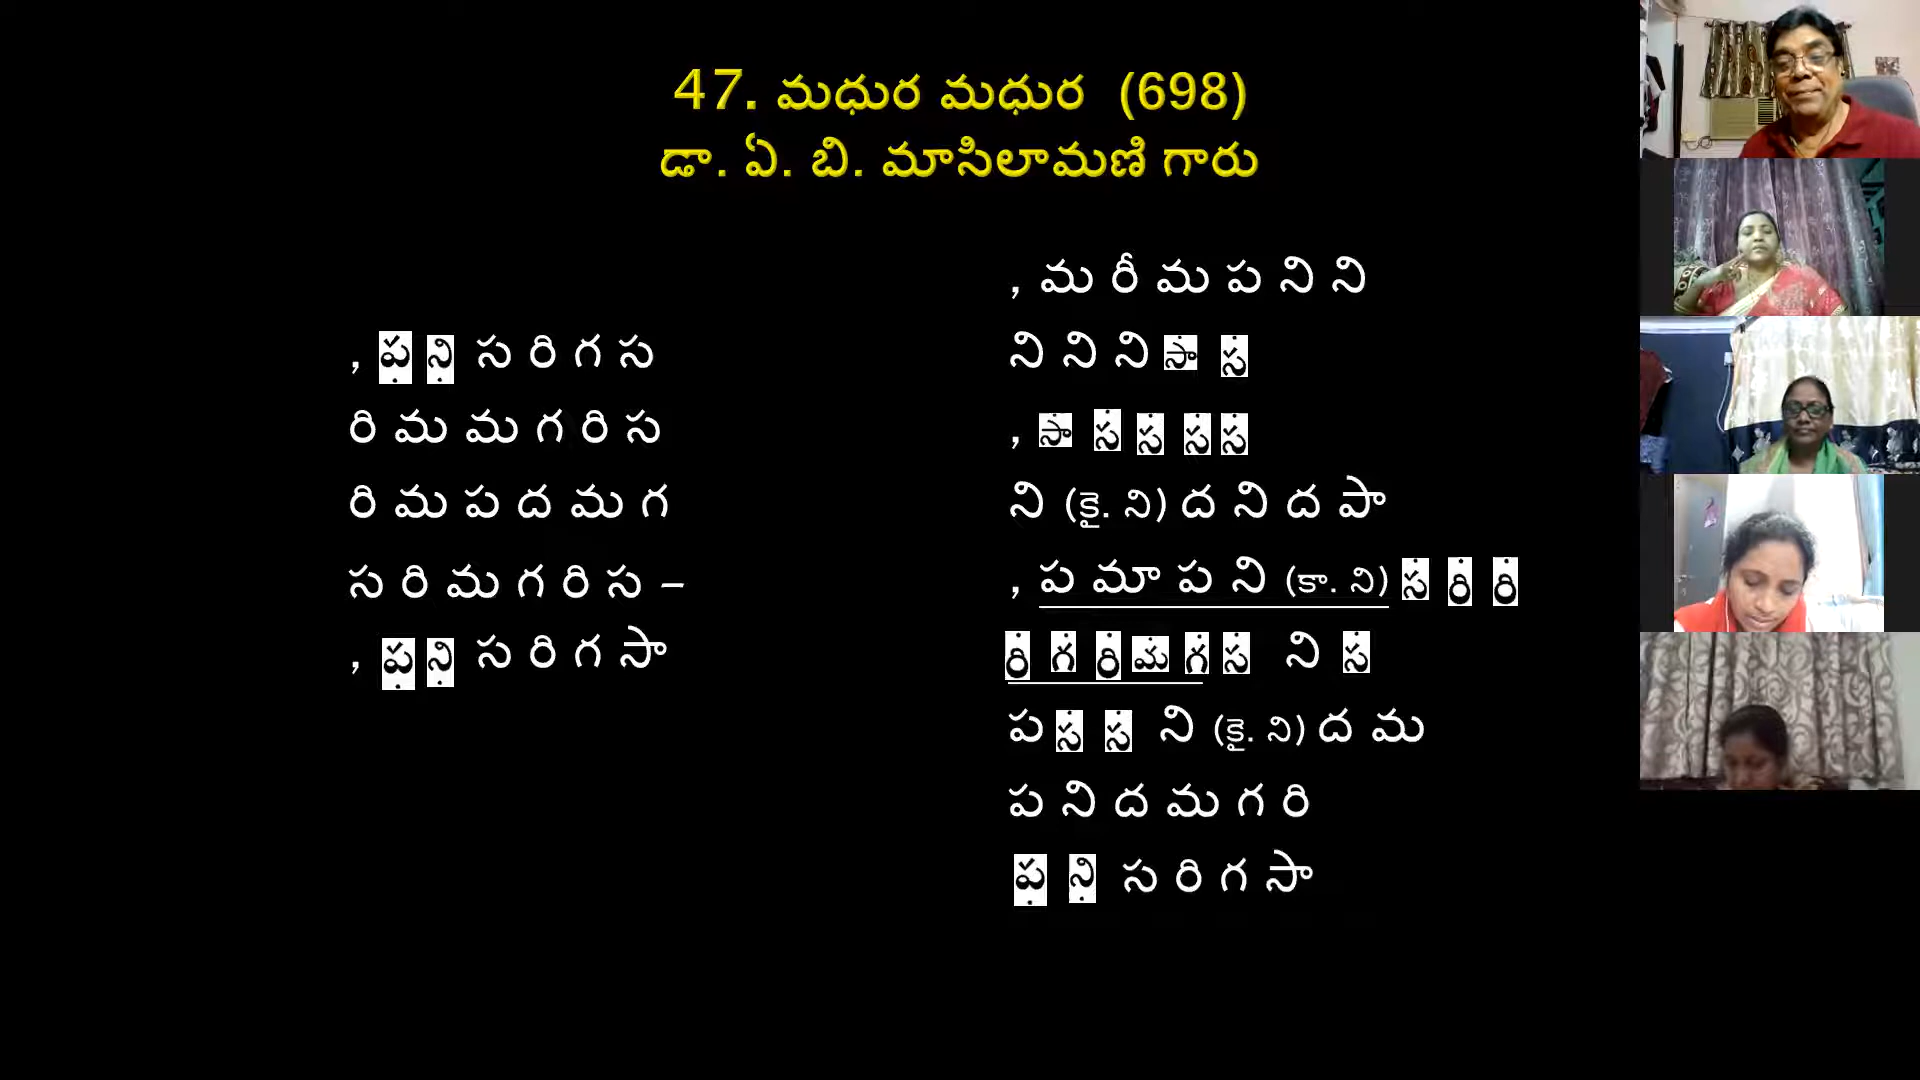 47. మధుర మధుర (698)
డా. ఏ. బి. మాసిలామణి గారు
, ప ని స రి గ స
రి మ మ గ రి స
రి మ ప ద మ గ
స రి మ గ రి స –
, ప ని స రి గ సా
, మ రీ మ ప ని ని
ని ని ని సా స
, సా స స స స
ని (కై. ని) ద ని ద పా
, ప మా ప ని (కా. ని) స రి రి
రి గ రి మ గ స ని స
ప స స ని (కై. ని) ద మ
ప ని ద మ గ రి
ప ని స రి గ సా